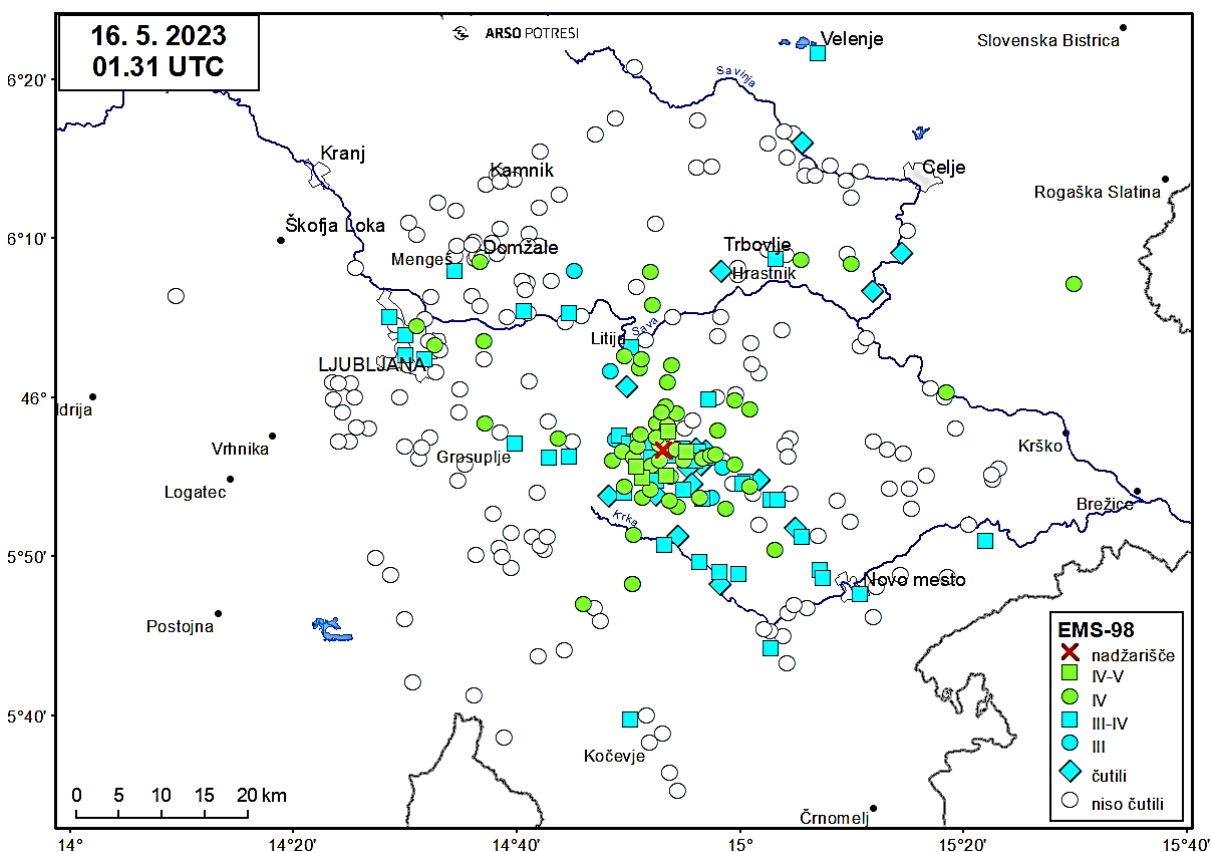 16. 5. 2023
01.31 UTC
ARSO POTRESI
Velenje
Slovenska Bistrica
6°20'
Savinja
Kranj
Kamnik
Celje
Rogaška Slatina
Škofja Loka
6°10'
Mengeš
Domžale
Trbovlje
Hrastnik
Sava
Litija
LJUBLJANA
46°
Idrija
Vrhnika
Grosuplje
Krško
Logatec
Brežice
Krka
5°50'
Novo mesto
Postojna
EMS-98
nadžarišče
IV-V
IV
III-IV
III
čutili
niso čutili
5°40'
Kočevje
Črnomelj
0 5 10 15 20 km
14° 14°20' 14°40' 15° 15°20' 15°40'